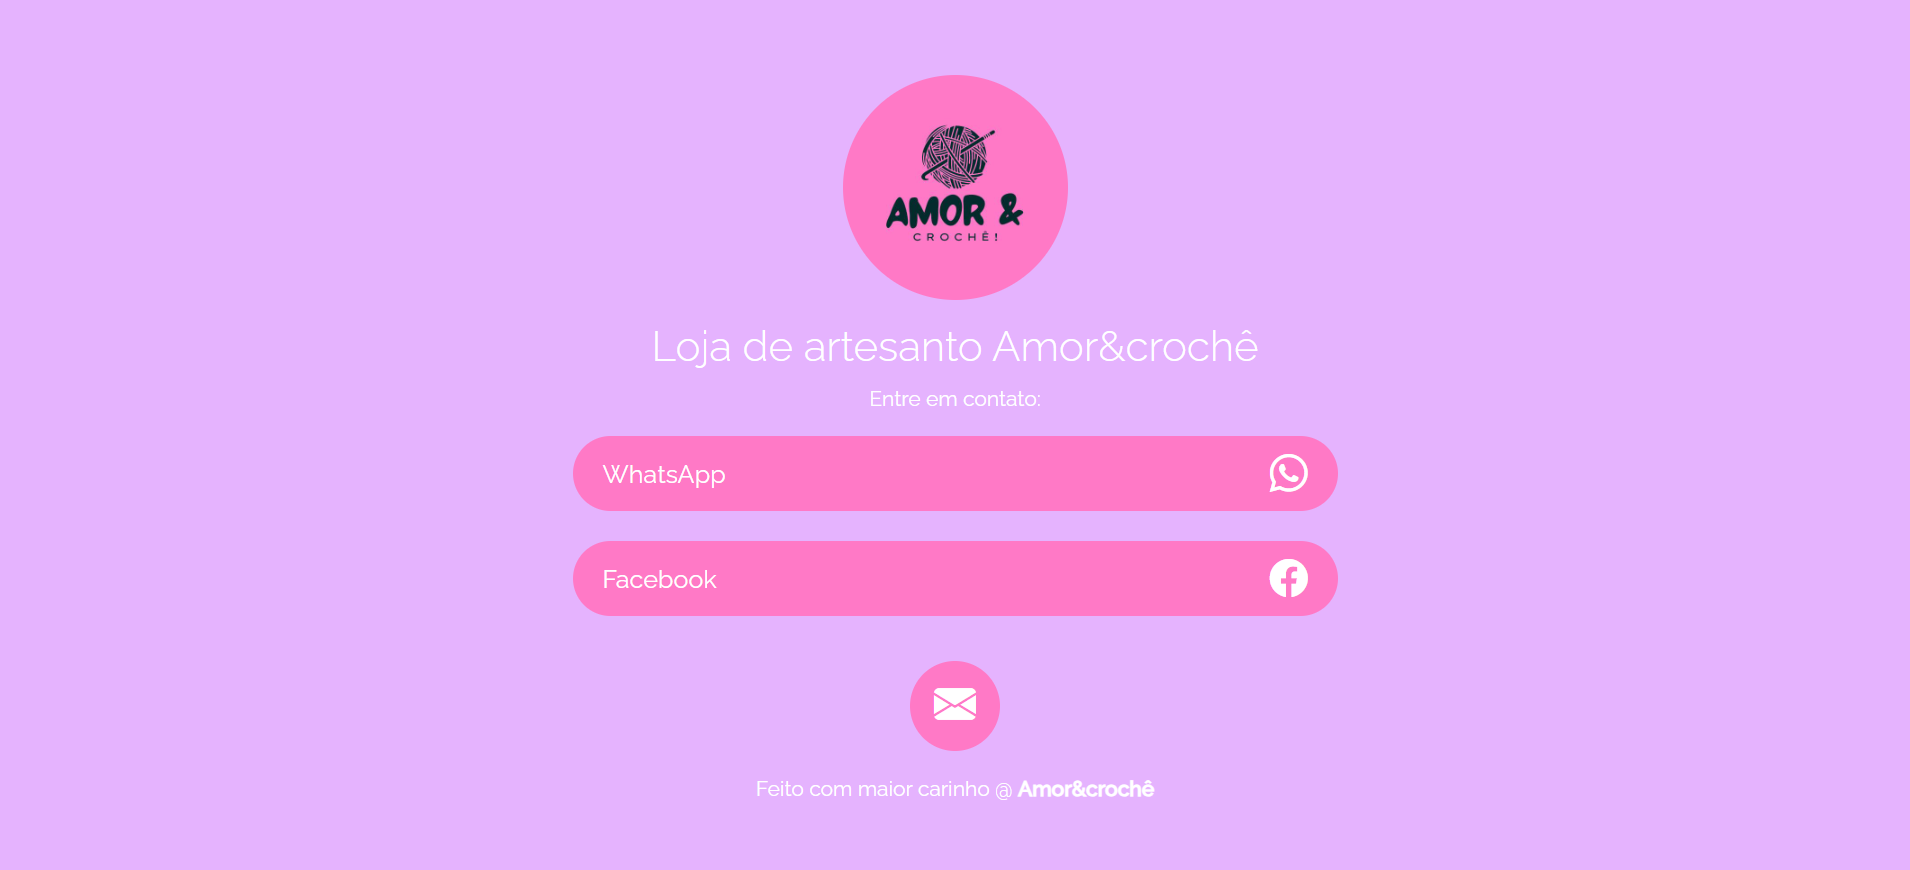 AMOR &
CROCHÊ!
Loja de artesanto Amor&crochê
Entre em contato:
WhatsApp
Facebook
Feito com maior carinho @ Amor&crochê